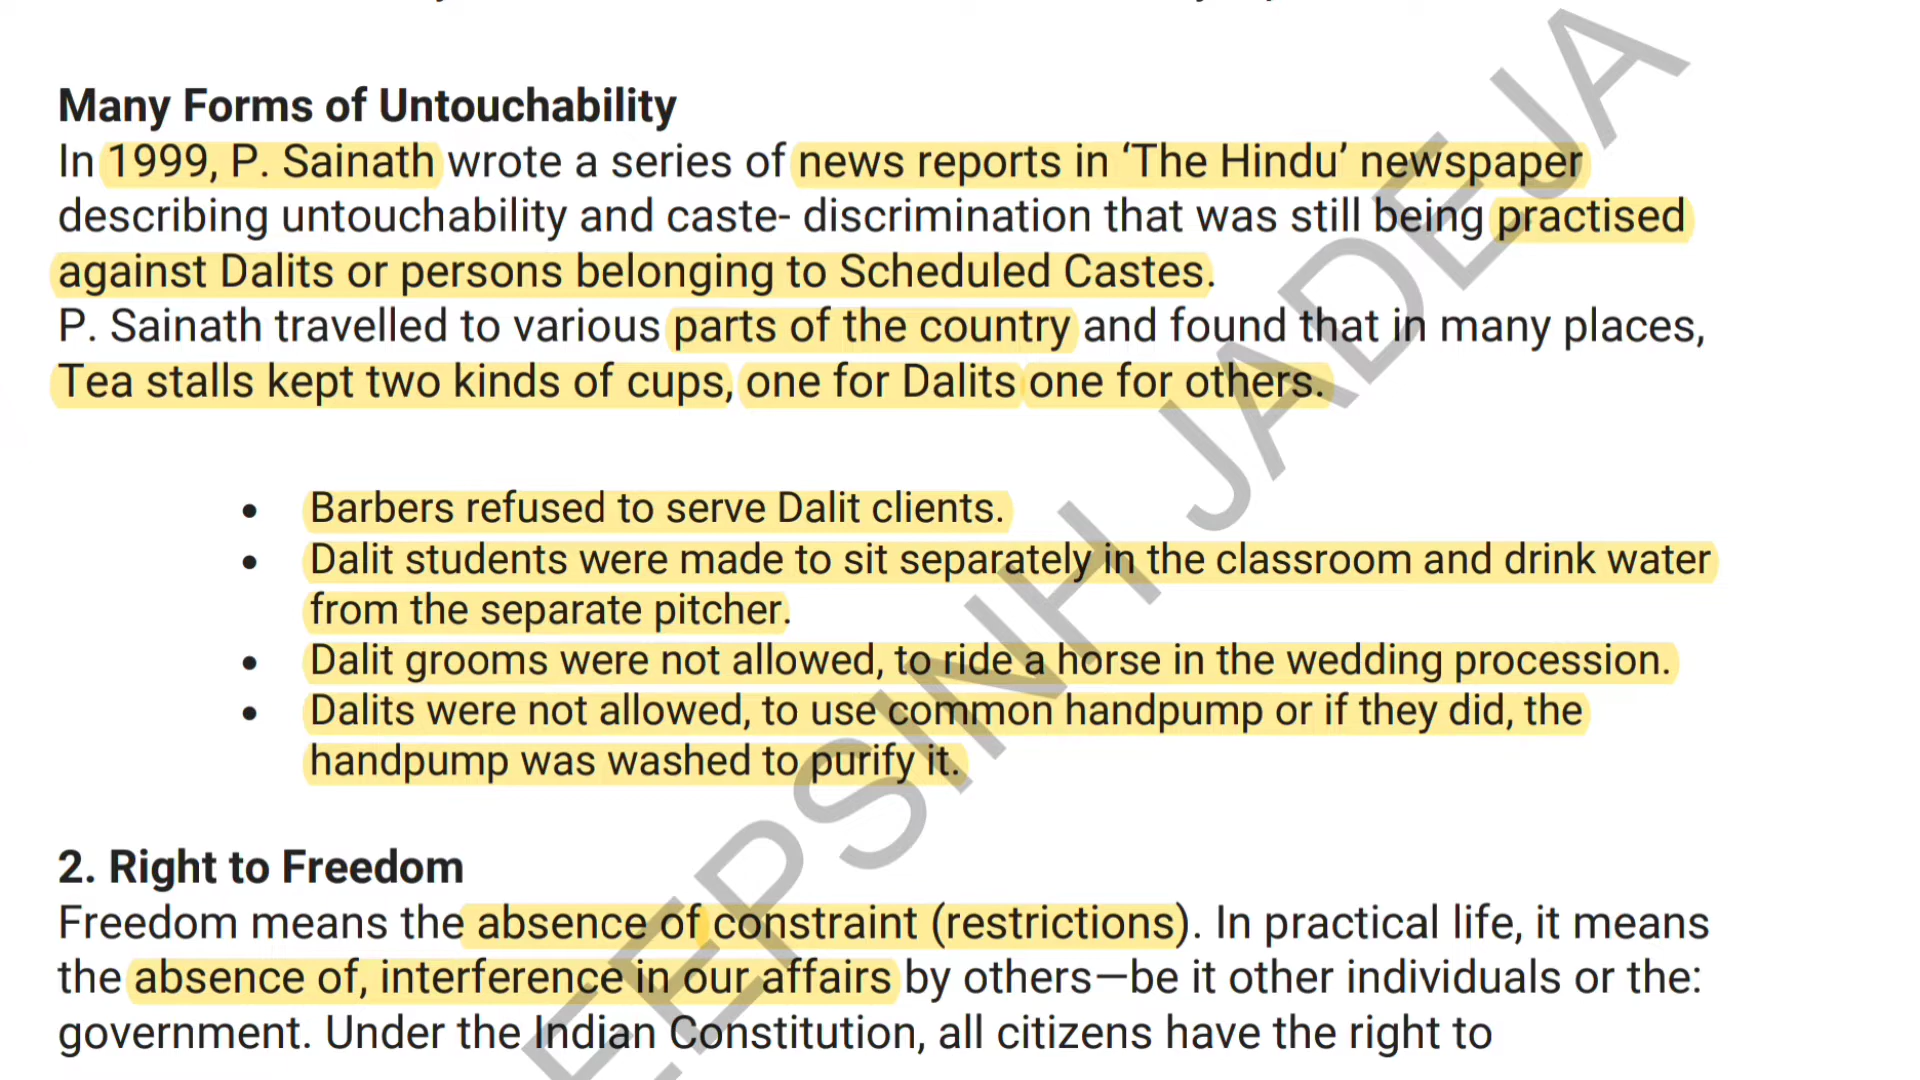 Many Forms of Untouchability
In 1999, P. Sainath wrote a series of news reports in ‘The Hindu’ newspaper
describing untouchability and caste- discrimination that was still being practised
against Dalits or persons belonging to Scheduled Castes.
P. Sainath travelled to various parts of the country and found that in many places,
Tea stalls kept two kinds of cups, one for Dalits one for others.
• Barbers refused to serve Dalit clients.
• Dalit students were made to sit separately in the classroom and drink water
from the separate pitcher.
• Dalit grooms were not allowed, to ride a horse in the wedding procession.
• Dalits were not allowed, to use common handpump or if they did, the
handpump was washed to purify it.
2. Right to Freedom
Freedom means the absence of constraint (restrictions). In practical life, it means
the absence of, interference in our affairs by others—be it other individuals or the:
government. Under the Indian Constitution, all citizens have the right to
EEPSINH JADEJA